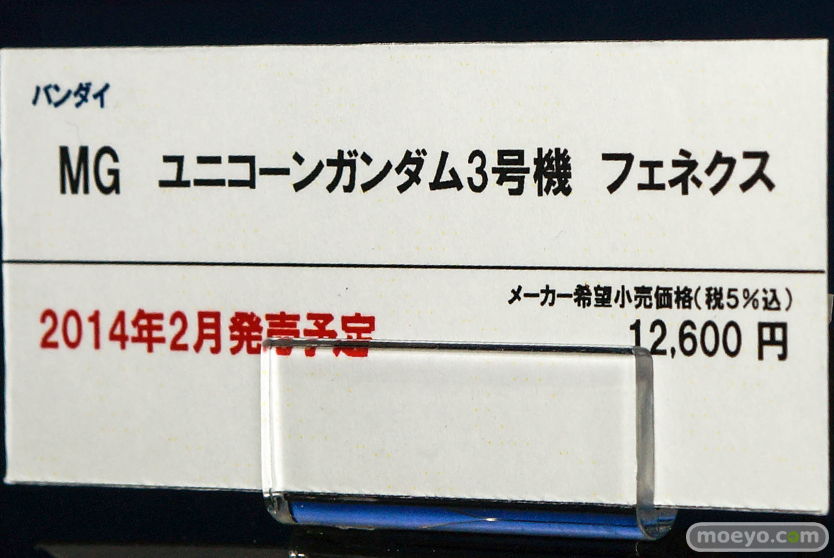 バンダイ
MG ユニコーンガンダム3号機 フェネクス
メーカー希望小売価格(税5%込)
2014年2月発売予定
12,600 円
moeyo.com